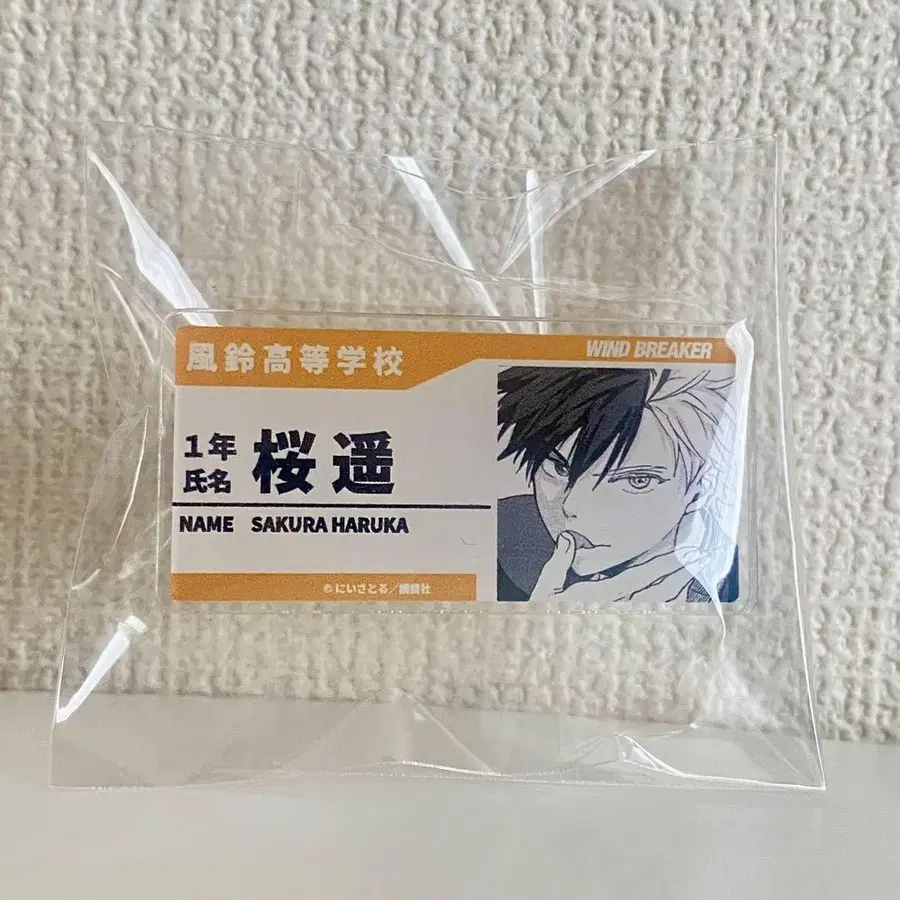 風鈴高等学校
WIND BREAKER
1年
氏名
桜 遥
NAME SAKURA HARUKA
© にいさとる/講談社